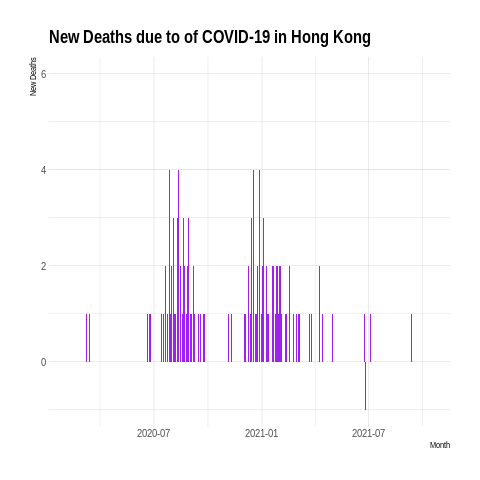 New Deaths due to of COVID-19 in Hong Kong
New Deaths
6
4
2
0
2020-07 2021-01 2021-07
Month